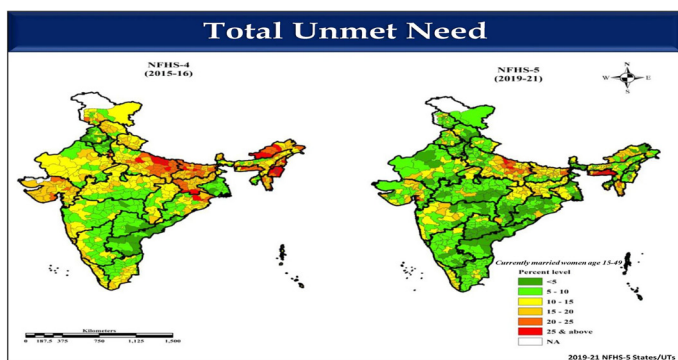 Total Unmet Need
NFHS-4
(2015-16)
NFHS-5
(2019-21)
N
W E
S
Currently married women age 15-49
Percent level
<5
5 - 10
10 - 15
15 - 20
20 - 25
25 & above
NA
Kilometers
0 187.5 375 750 1,125 1,500
2019-21 NFHS-5 States/UTs